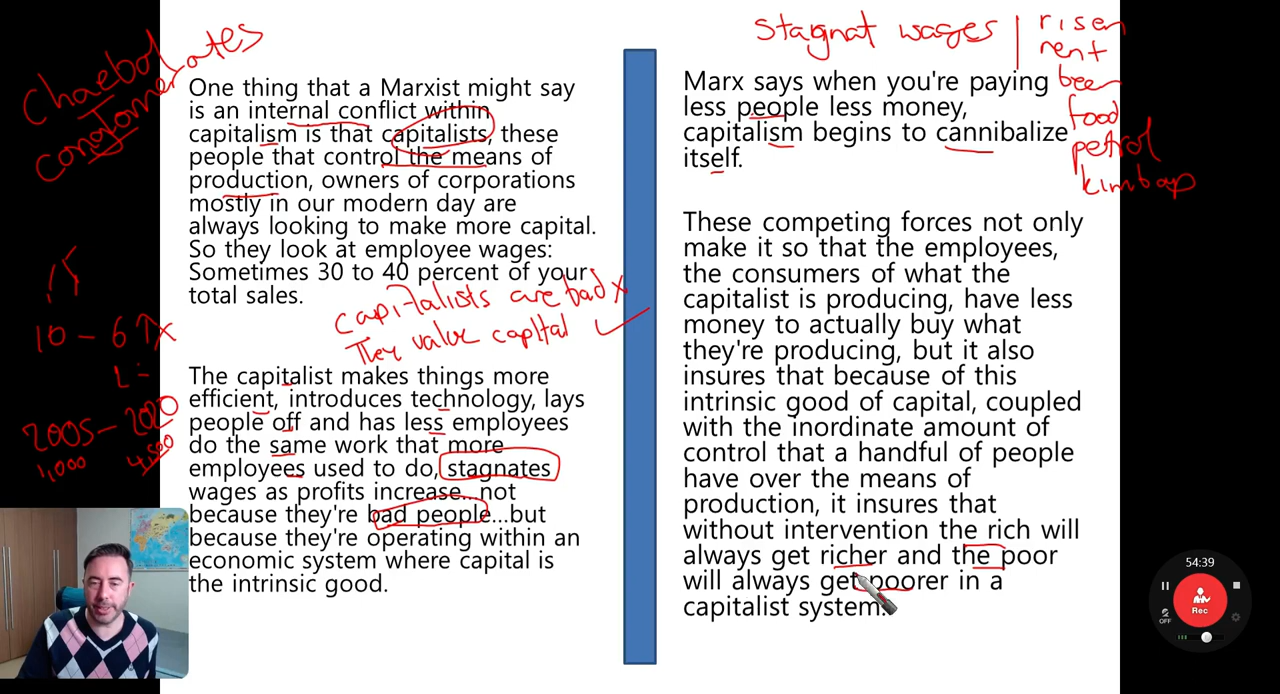 chaebol
conglomerates
One thing that a Marxist might say
is an internal conflict within
capitalism is that capitalists, these
people that control the means of
production, owners of corporations
mostly in our modern day are
always looking to make more capital.
So they look at employee wages:
Sometimes 30 to 40 percent of your
total sales.
capitalists are bad x
They value capital
10 - 6
2005 - 2020
1,000 4,500
The capitalist makes things more
efficient, introduces technology, lays
people off and has less employees
do the same work that more
employees used to do, stagnates
wages as profits increase...not
because they're bad people...but
because they're operating within an
economic system where capital is
the intrinsic good.
Stagnat wages
risen
rent
beer
food
petrol
kimbap
Marx says when you're paying
less people less money,
capitalism begins to cannibalize
itself.
These competing forces not only
make it so that the employees,
the consumers of what the
capitalist is producing, have less
money to actually buy what
they're producing, but it also
insures that because of this
intrinsic good of capital, coupled
with the inordinate amount of
control that a handful of people
have over the means of
production, it insures that
without intervention the rich will
always get richer and the poor
will always get poorer in a
capitalist system.
54:39
Rec
OFF